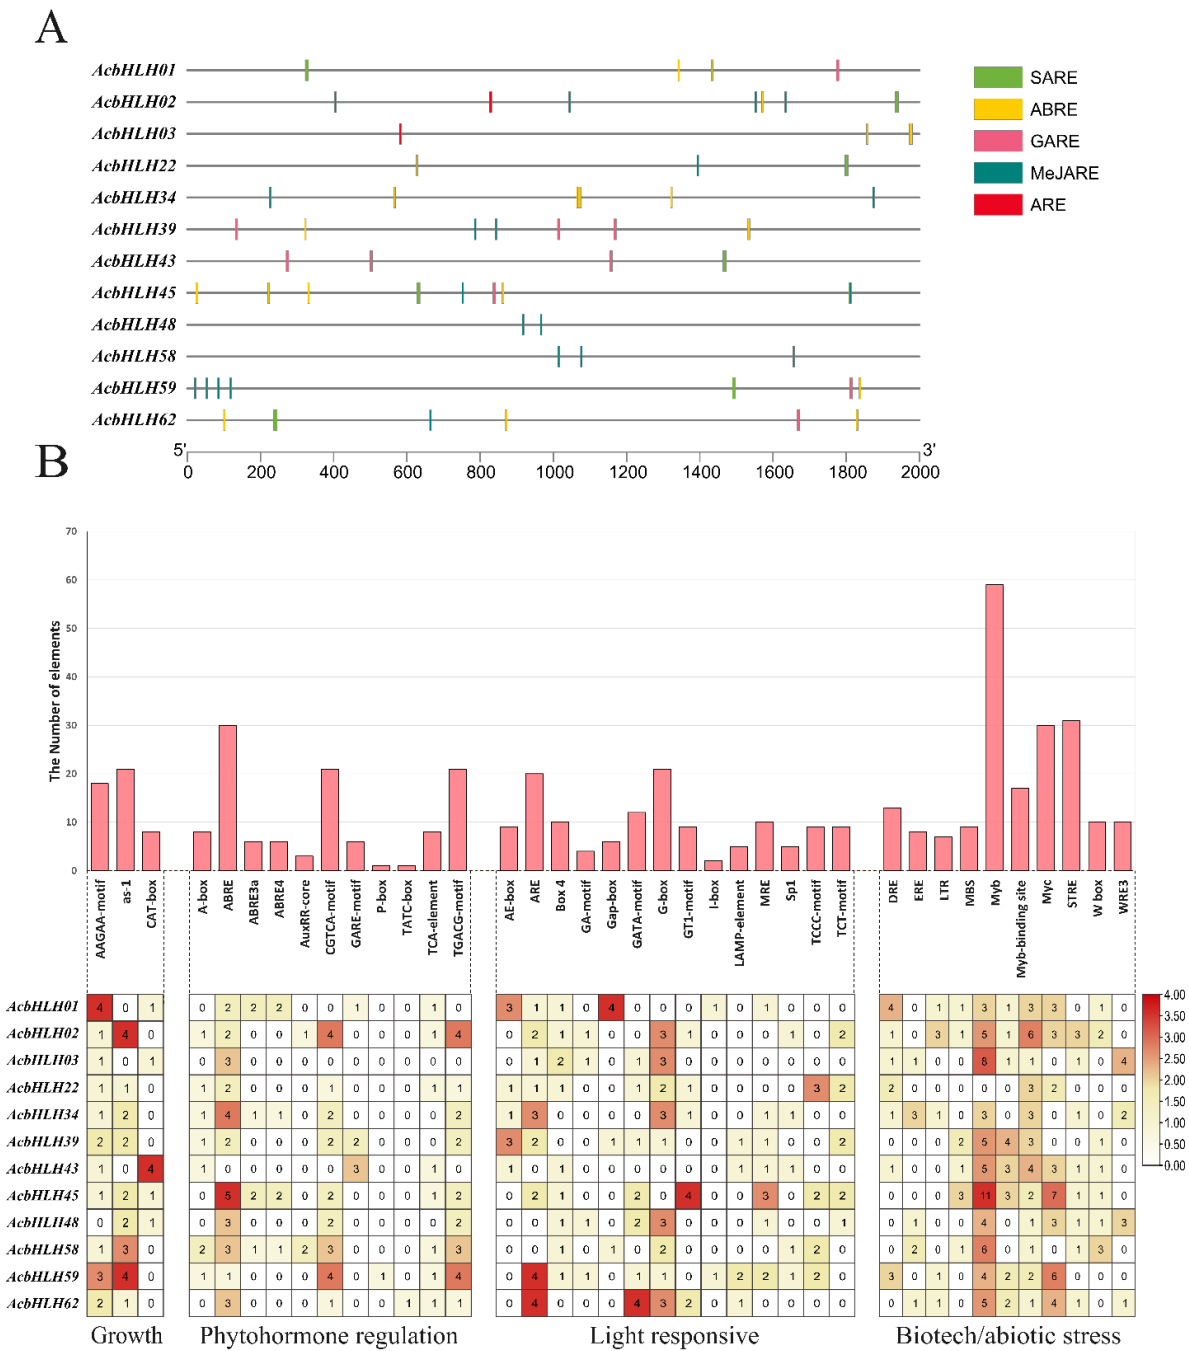 A
AcbHLH01
AcbHLH02
AcbHLH03
AcbHLH22
AcbHLH34
AcbHLH39
AcbHLH43
AcbHLH45
AcbHLH48
AcbHLH58
AcbHLH59
AcbHLH62
5' 3'
0 200 400 600 800 1000 1200 1400 1600 1800 2000
SARE
ABRE
GARE
MeJARE
ARE
B
The Number of elements
70
60
50
40
30
20
10
0
AAGAA-motif
as-1
CAT-box
A-box
ABRE
ABRE3a
ABRE4
AuxRR-core
CGTCA-motif
GARE-motif
P-box
TATC-box
TCA-element
TGACG-motif
AE-box
ARE
Box 4
GA-motif
Gap-box
GATA-motif
G-box
GT1-motif
I-box
LAMP-element
MRE
Sp1
TCCC-motif
TCT-motif
DRE
ERE
LTR
MBS
Myb
Myb-binding site
Myc
STRE
W box
WRE3
AcbHLH01 4 0 1 0 2 2 2 0 0 1 0 0 1 0 3 1 1 0 4 0 0 0 1 0 1 0 0 0 4 0 1 1 3 1 3 3 0 1 0
AcbHLH02 1 4 0 1 2 0 0 1 4 0 0 0 1 4 0 2 1 1 0 0 3 1 0 0 0 1 0 2 1 0 3 1 5 1 6 3 3 2 0
AcbHLH03 1 0 1 0 3 0 0 0 0 0 0 0 0 0 0 1 2 1 0 1 3 0 0 0 0 0 0 0 1 1 0 0 8 1 1 0 1 0 4
AcbHLH22 1 1 0 1 2 0 0 0 1 0 0 0 1 1 1 1 1 0 0 1 2 1 0 0 0 0 3 2 2 0 0 0 0 0 3 2 0 0 0
AcbHLH34 1 2 0 1 4 1 1 0 2 0 0 0 0 2 1 3 0 0 0 0 3 1 0 0 1 1 0 0 1 3 1 0 3 0 3 0 1 0 2
AcbHLH39 2 2 0 1 2 0 0 0 2 2 0 0 0 2 3 2 0 0 1 1 1 0 0 1 1 0 0 2 0 0 0 2 5 4 3 0 0 1 0
AcbHLH43 1 0 4 1 0 0 0 0 0 3 0 0 1 0 1 0 1 0 0 0 0 0 0 1 1 1 0 0 1 0 0 1 5 3 4 3 1 1 0
AcbHLH45 1 2 1 0 5 2 2 0 2 0 0 0 1 2 0 2 1 0 0 2 0 4 0 0 3 0 2 2 0 0 0 3 11 3 2 7 1 1 0
AcbHLH48 0 2 1 0 3 0 0 0 2 0 0 0 0 2 0 0 1 1 0 2 3 0 0 0 1 0 0 1 0 1 0 0 4 0 1 3 1 1 3
AcbHLH58 1 3 0 2 3 1 1 2 3 0 0 0 1 3 0 0 1 0 1 0 2 0 0 0 0 1 2 0 0 2 0 0 6 0 1 0 1 3 0
AcbHLH59 3 4 0 1 1 0 0 0 4 0 1 0 1 4 0 4 1 1 0 1 1 0 1 2 2 1 2 0 3 0 1 0 4 2 2 6 0 0 0
AcbHLH62 2 1 0 0 3 0 0 0 1 0 0 1 1 1 0 4 0 0 0 4 3 2 0 1 0 0 0 0 0 1 1 0 5 2 1 4 1 0 1
4.00
3.50
3.00
2.50
2.00
1.50
1.00
0.50
0.00
Growth Phytohormone regulation Light responsive Biotech/abiotic stress